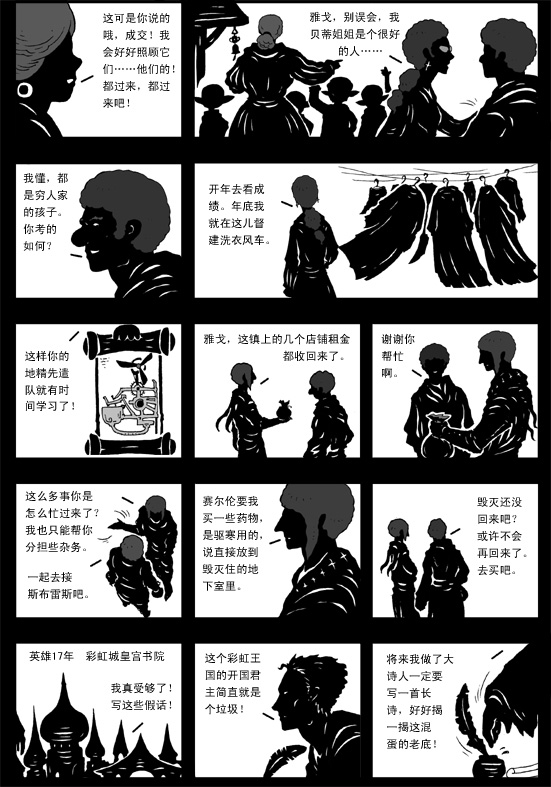 这可是你说的
哦，成交！我
会好好照顾它
们……他们的！
都过来，都过
来吧！
雅戈，别误会，我
贝蒂姐姐是个很好
的人……
我懂，都
是穷人家
的孩子。
你考的
如何？
开年去看成
绩。年底我
就在这儿督
建洗衣风车。
这样你的
地精先遣
队就有时
间学习了！
雅戈，这镇上的几个店铺租金
都收回来了。
谢谢你
帮忙
啊。
这么多事你是
怎么忙过来了？
我也只能帮你
分担些杂务。
一起去接
斯布雷斯吧。
赛尔伦要我
买一些药物，
是驱寒用的，
说直接放到
毁灭住的地
下室里。
毁灭还没
回来吧？
或许不会
再回来了。
去买吧。
英雄17年　彩虹城皇宫书院
我真受够了！
写这些假话！
这个彩虹王
国的开国君
主简直就是
个垃圾！
将来我做了大
诗人一定要
写一首长
诗，好好揭
一揭这混
蛋的老底！